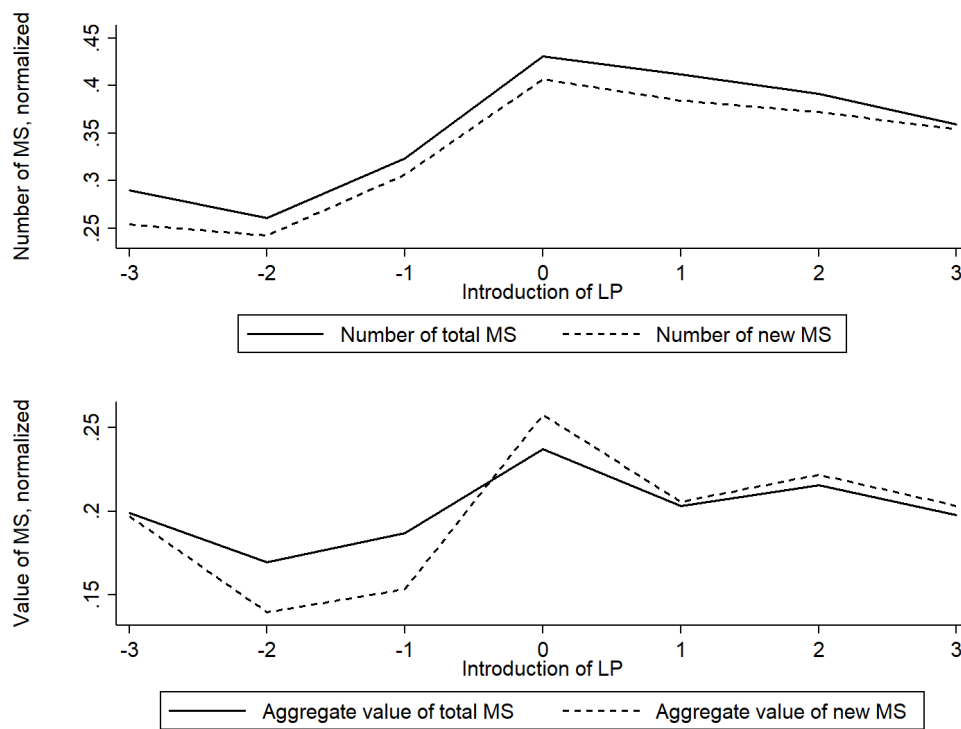 Number of MS, normalized
.45
.4
.35
.3
.25
-3 -2 -1 0 1 2 3
Introduction of LP
Number of total MS Number of new MS
Value of MS, normalized
.25
.2
.15
-3 -2 -1 0 1 2 3
Introduction of LP
Aggregate value of total MS Aggregate value of new MS